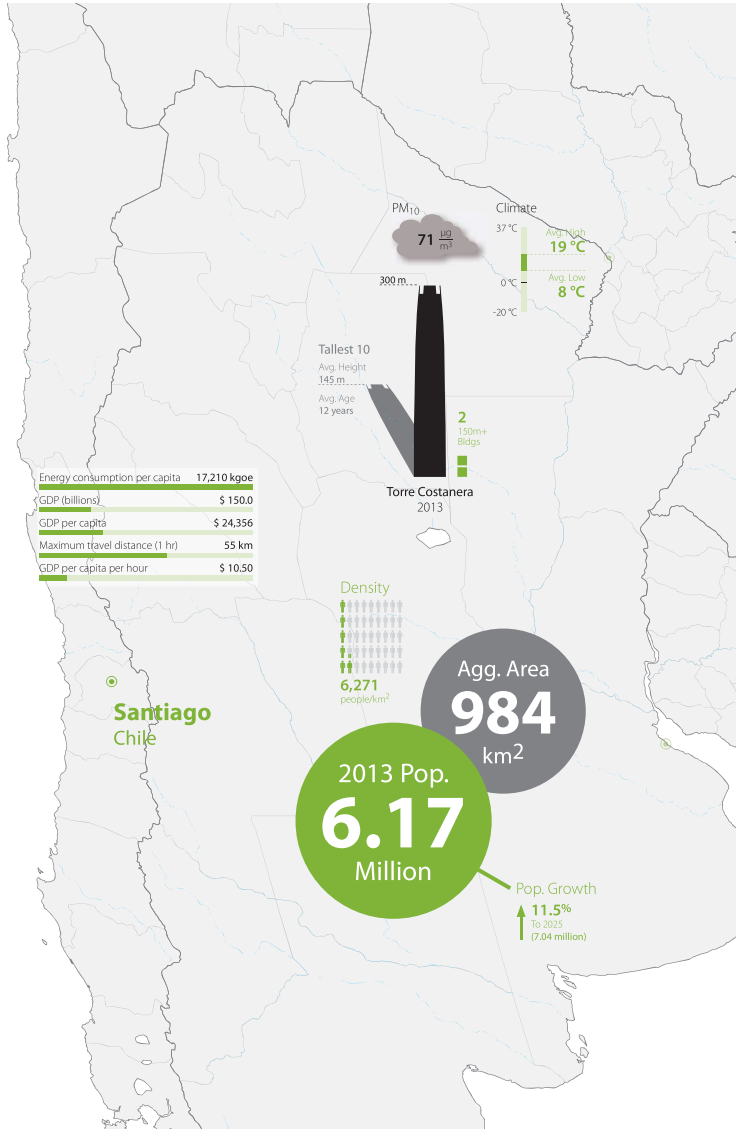 PM10
71 µg/m³
Climate
37 °C
Avg. High
19 °C
0 °C
Avg. Low
8 °C
-20 °C
300 m
Tallest 10
Avg. Height
145 m
Avg. Age
12 years
2
150m+
Bldgs
Torre Costanera
2013
Energy consumption per capita 17,210 kgoe
GDP (billions) $ 150.0
GDP per capita $ 24,356
Maximum travel distance (1 hr) 55 km
GDP per capita per hour $ 10.50
Density
6,271
people/km²
Santiago
Chile
Agg. Area
984
km²
2013 Pop.
6.17
Million
Pop. Growth
11.5%
To 2025
(7.04 million)